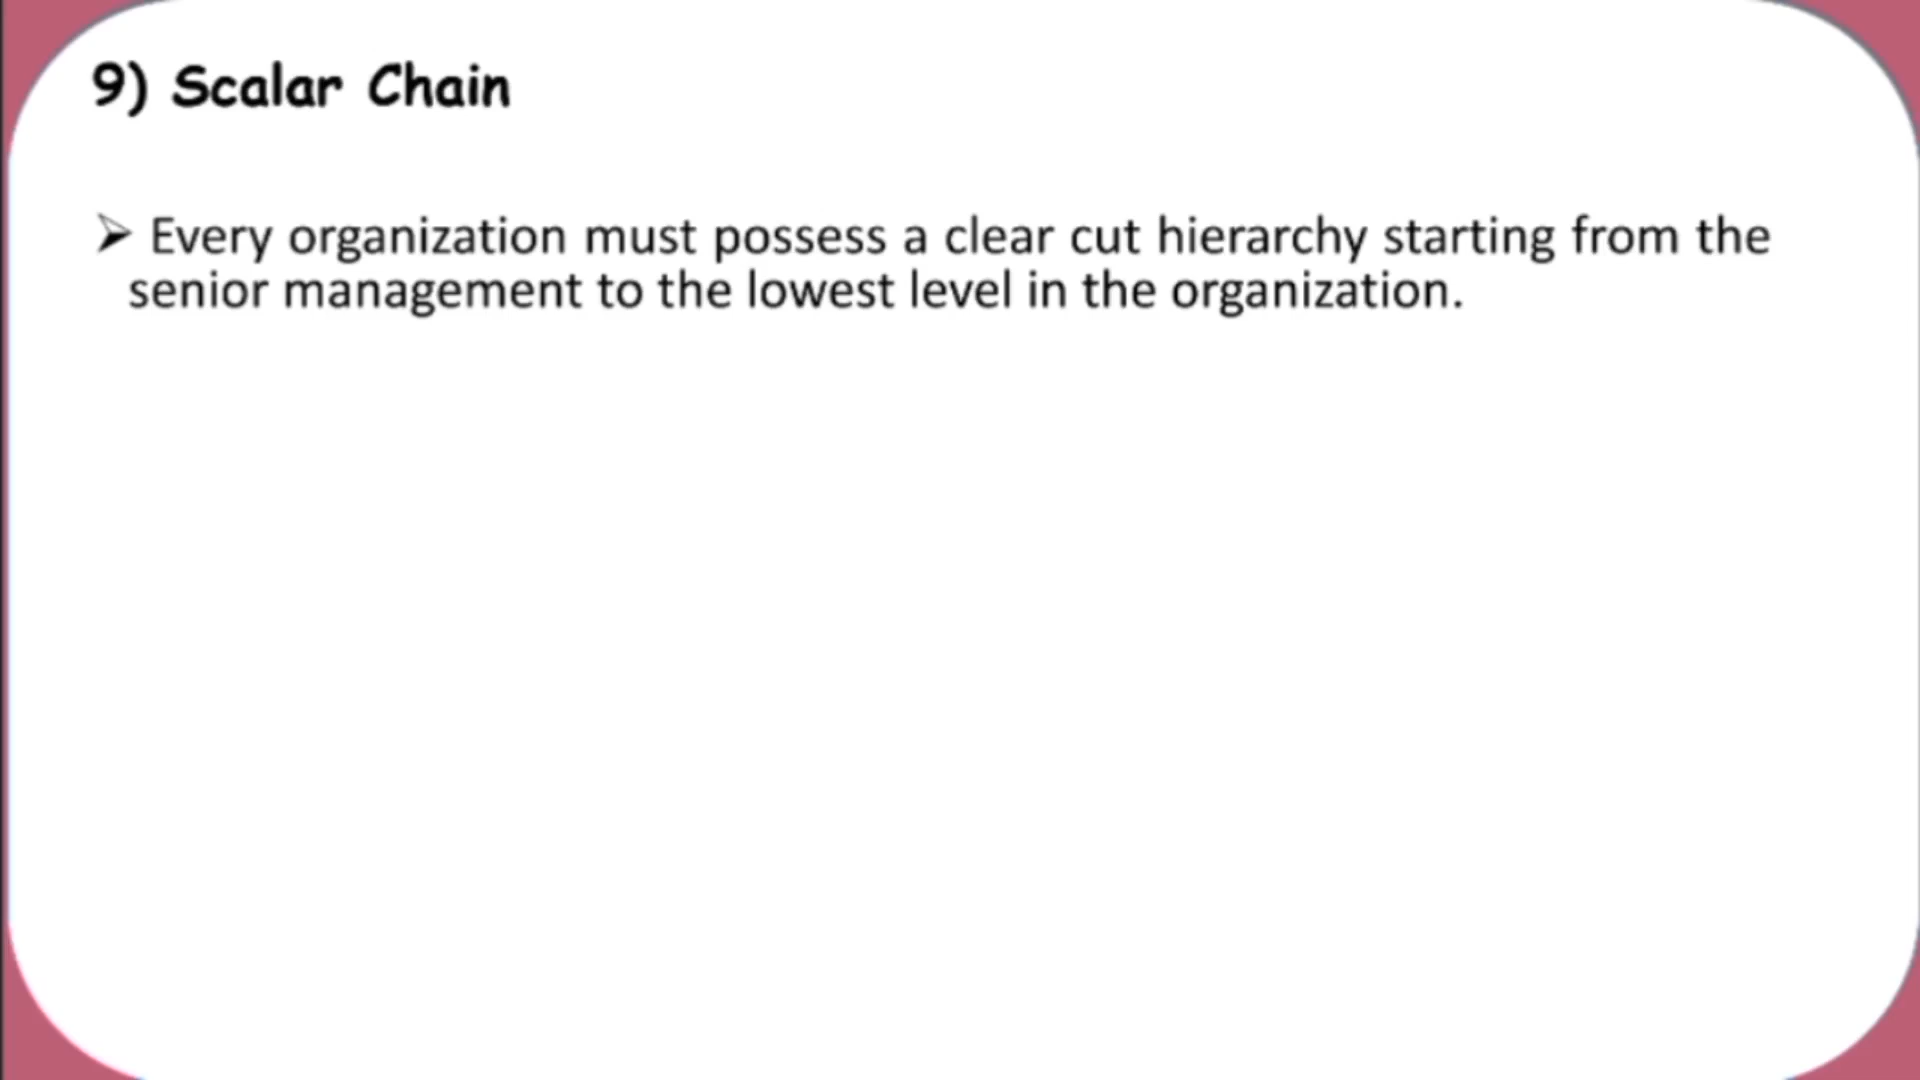 9) Scalar Chain
➢ Every organization must possess a clear cut hierarchy starting from the
senior management to the lowest level in the organization.